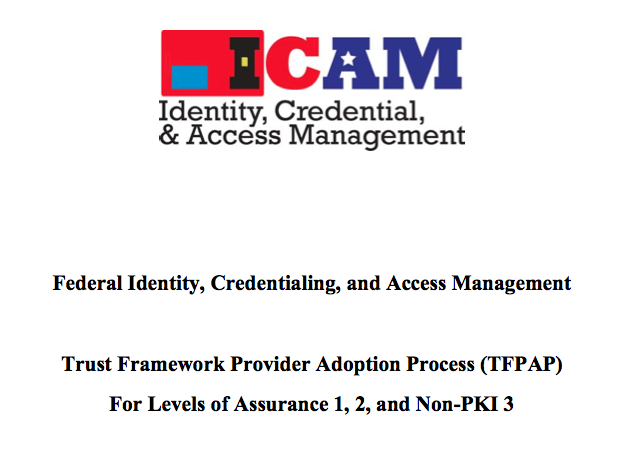 ICAM
Identity, Credential,
& Access Management
Federal Identity, Credentialing, and Access Management
Trust Framework Provider Adoption Process (TFPAP)
For Levels of Assurance 1, 2, and Non-PKI 3